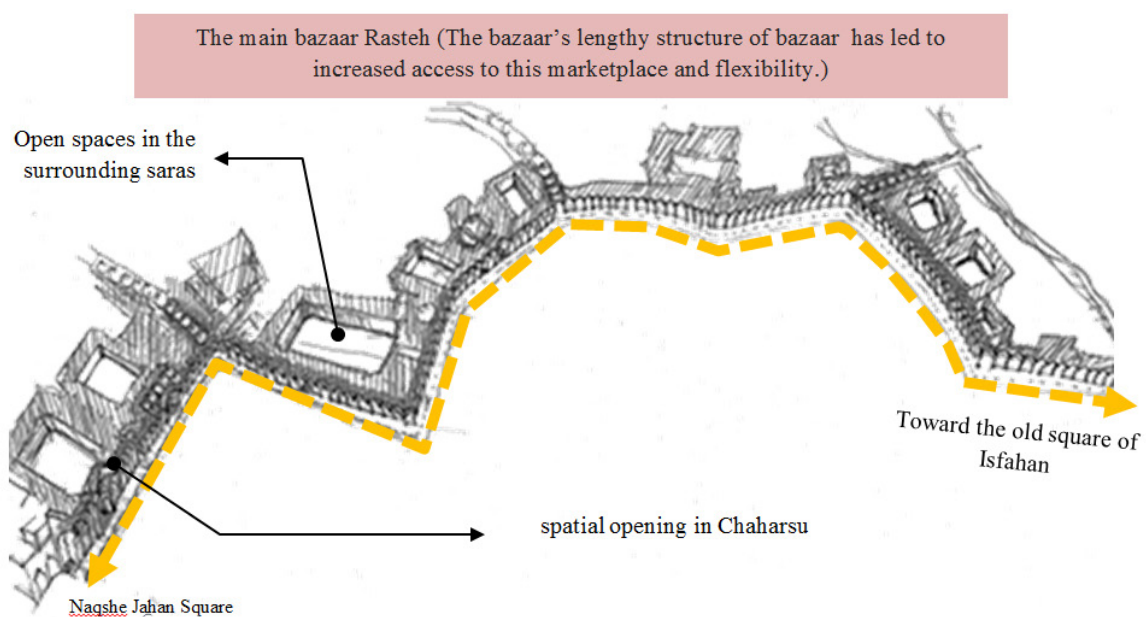 The main bazaar Rasteh (The bazaar's lengthy structure of bazaar has led to
increased access to this marketplace and flexibility.)
Open spaces in the
surrounding saras
Toward the old square of
Isfahan
spatial opening in Chaharsu
Naqshe Jahan Square